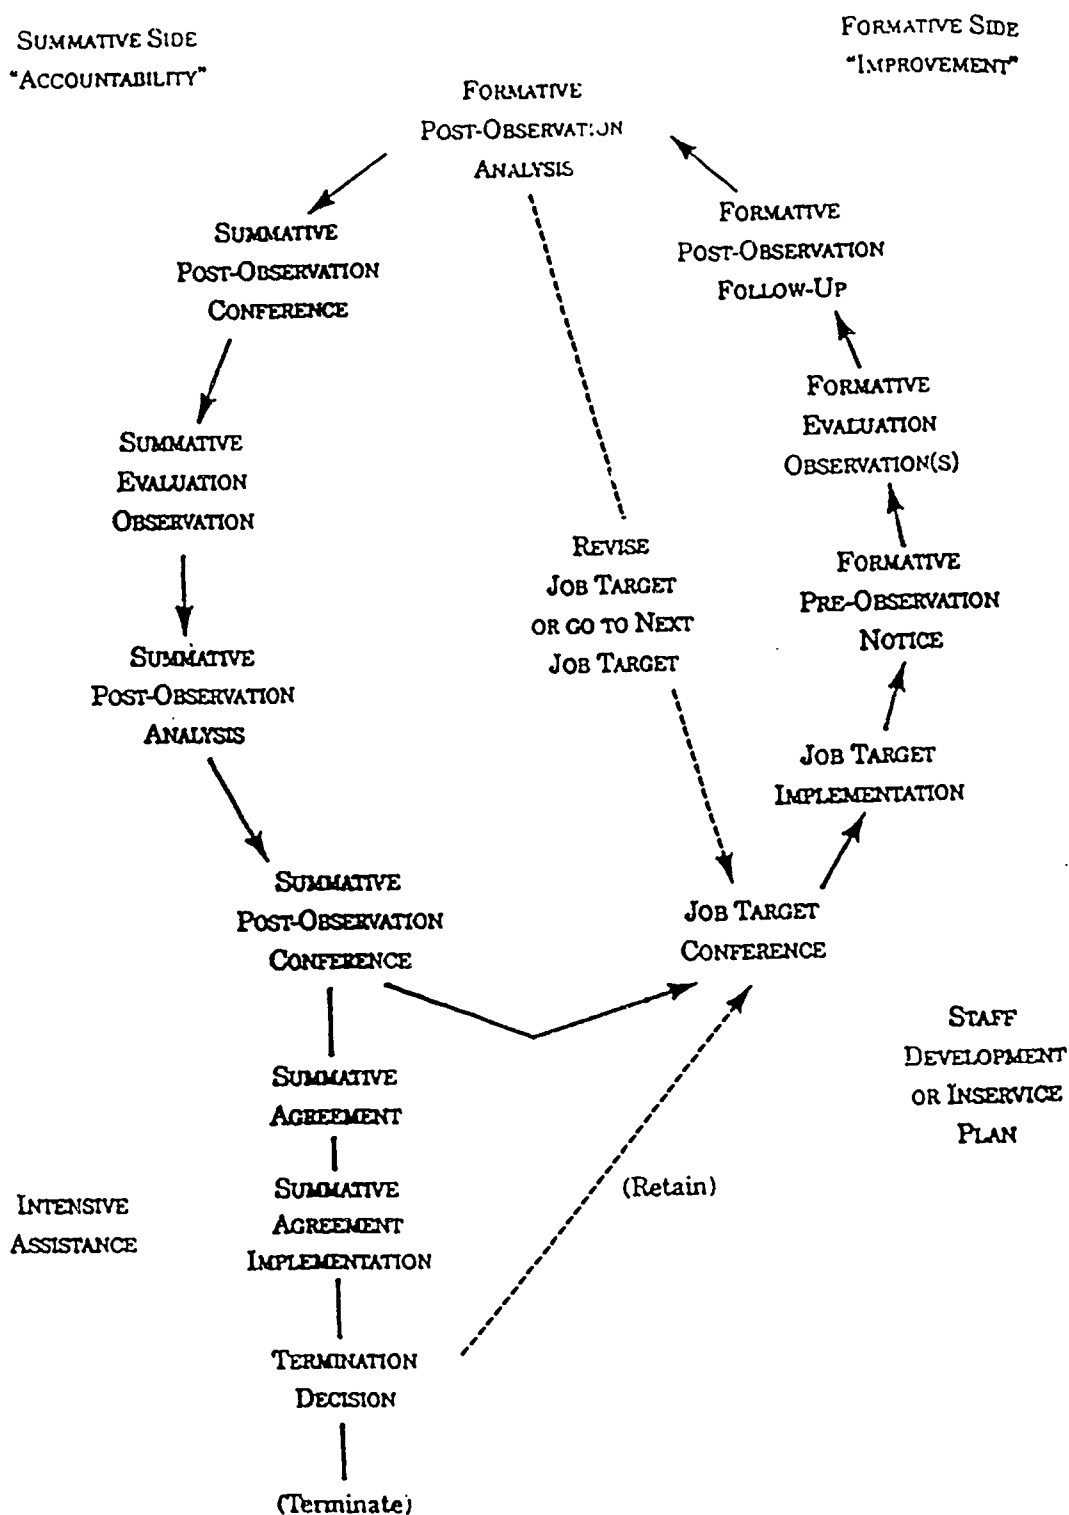 SUMMATIVE SIDE
"ACCOUNTABILITY"
FORMATIVE SIDE
"IMPROVEMENT"
FORMATIVE
POST-OBSERVATION
ANALYSIS
SUMMATIVE
POST-OBSERVATION
CONFERENCE
FORMATIVE
POST-OBSERVATION
FOLLOW-UP
SUMMATIVE
EVALUATION
OBSERVATION
FORMATIVE
EVALUATION
OBSERVATION(S)
REVISE
JOB TARGET
OR GO TO NEXT
JOB TARGET
FORMATIVE
PRE-OBSERVATION
NOTICE
SUMMATIVE
POST-OBSERVATION
ANALYSIS
JOB TARGET
IMPLEMENTATION
SUMMATIVE
POST-OBSERVATION
CONFERENCE
JOB TARGET
CONFERENCE
STAFF
DEVELOPMENT
OR INSERVICE
PLAN
SUMMATIVE
AGREEMENT
INTENSIVE
ASSISTANCE
SUMMATIVE
AGREEMENT
IMPLEMENTATION
(Retain)
TERMINATION
DECISION
(Terminate)